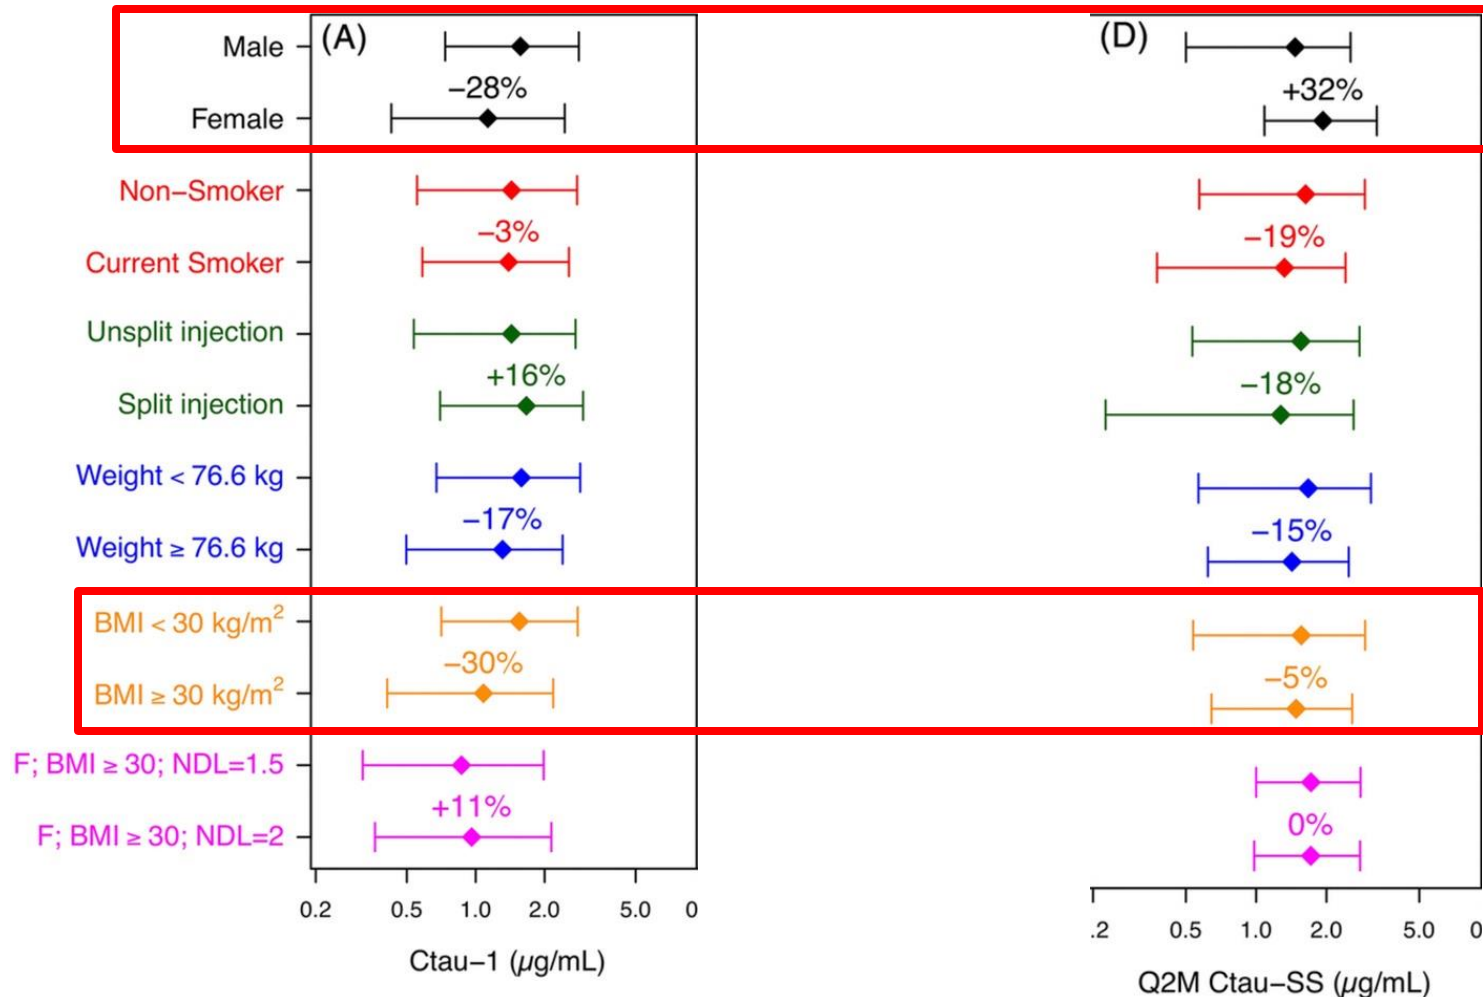 (A)
(D)
Male
−28%
+32%
Female
Non−Smoker
−3%
−19%
Current Smoker
Unsplit injection
+16%
−18%
Split injection
Weight < 76.6 kg
−17%
−15%
Weight ≥ 76.6 kg
BMI < 30 kg/m²
−30%
−5%
BMI ≥ 30 kg/m²
F; BMI ≥ 30; NDL=1.5
+11%
0%
F; BMI ≥ 30; NDL=2
0.2 0.5 1.0 2.0 5.0 0
.2 0.5 1.0 2.0 5.0 0
Ctau−1 (µg/mL)
Q2M Ctau−SS (µg/mL)